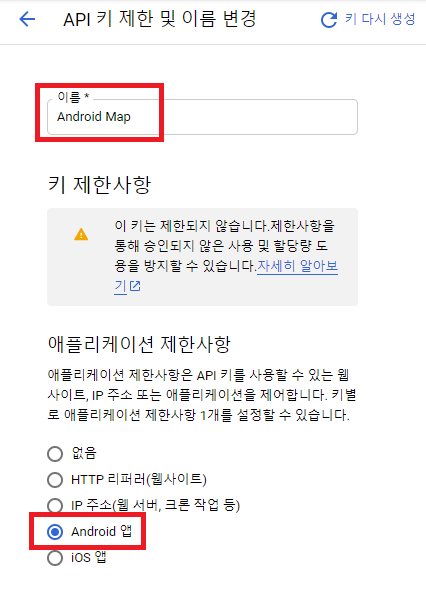 API 키 제한 및 이름 변경 키 다시 생성
이름 *
Android Map
키 제한사항
이 키는 제한되지 않습니다.제한사항을
통해 승인되지 않은 사용 및 할당량 도
용을 방지할 수 있습니다.자세히 알아보
기
애플리케이션 제한사항
애플리케이션 제한사항은 API 키를 사용할 수 있는 웹
사이트, IP 주소 또는 애플리케이션을 제어합니다. 키별
로 애플리케이션 제한사항 1개를 설정할 수 있습니다.
없음
HTTP 리퍼러(웹사이트)
IP 주소(웹 서버, 크론 작업 등)
Android 앱
iOS 앱